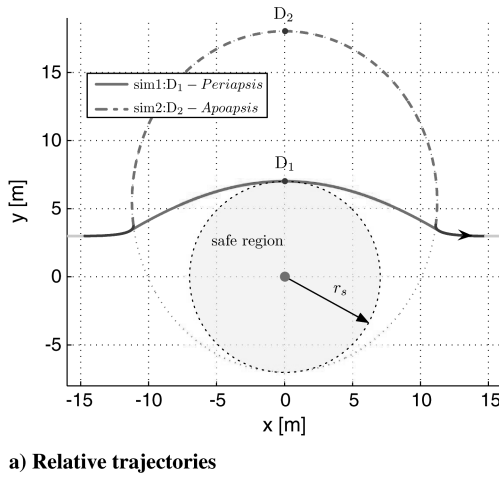 D₂
15
sim1:D₁ − Periapsis
sim2:D₂ − Apoapsis
10
D₁
y [m]
5
safe region
0
rₛ
-5
-15 -10 -5 0 5 10 15
x [m]
a) Relative trajectories